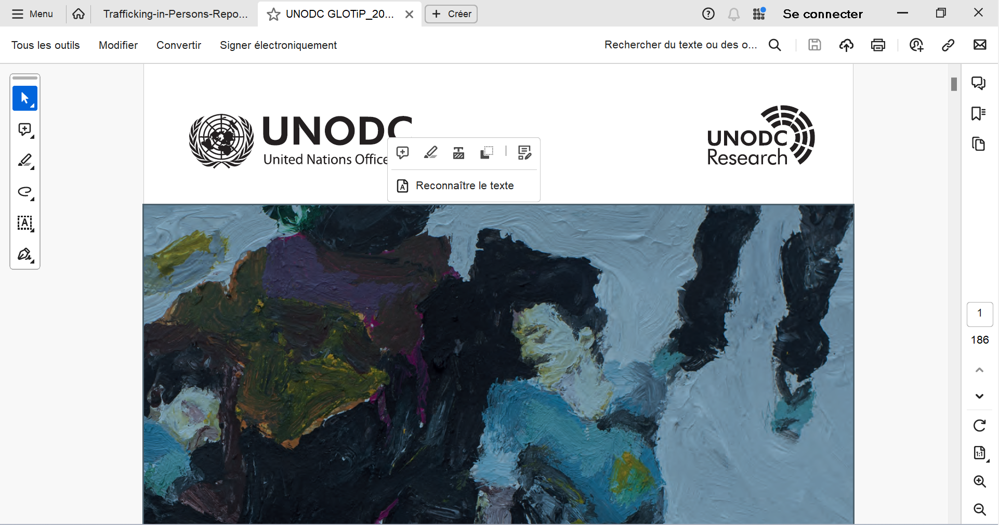 Menu
Trafficking-in-Persons-Repo...
UNODC GLOTiP_20...
Créer
Se connecter
Tous les outils
Modifier
Convertir
Signer électroniquement
Rechercher du texte ou des o...
UNODC
United Nations Office
UNODC
Research
Reconnaître le texte
1
186